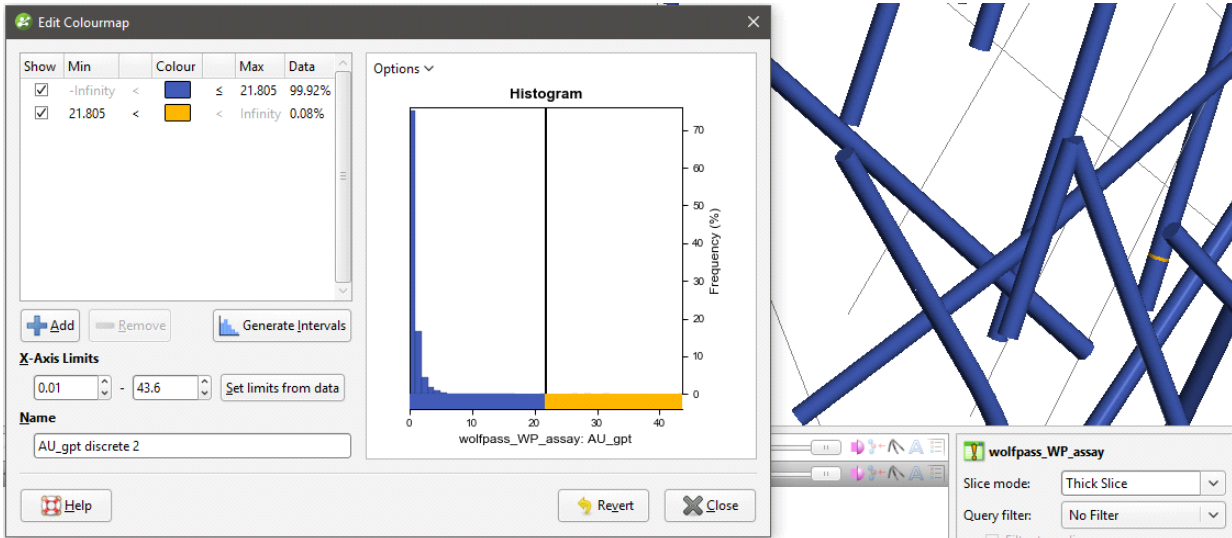 Edit Colourmap
Show Min Colour Max Data
-Infinity < ≤ 21.805 99.92%
21.805 < < Infinity 0.08%
Add Remove Generate Intervals
X-Axis Limits
0.01 - 43.6 Set limits from data
Name
AU_gpt discrete 2
Help Revert Close
Options
Histogram
70
60
50
40
30
20
10
0
Frequency (%)
0 10 20 30 40
wolfpass_WP_assay: AU_gpt
wolfpass_WP_assay
Slice mode: Thick Slice
Query filter: No Filter